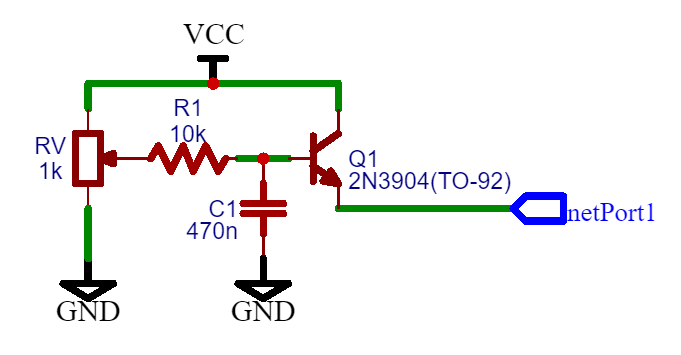 VCC
R1
10k
RV
1k
Q1
2N3904(TO-92)
C1
470n
netPort1
GND
GND